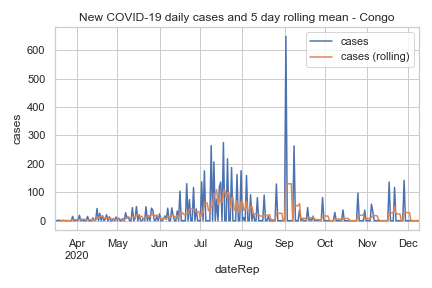 New COVID-19 daily cases and 5 day rolling mean - Congo
cases
cases (rolling)
600
500
400
300
200
100
0
cases
Apr May Jun Jul Aug Sep Oct Nov Dec
2020
dateRep